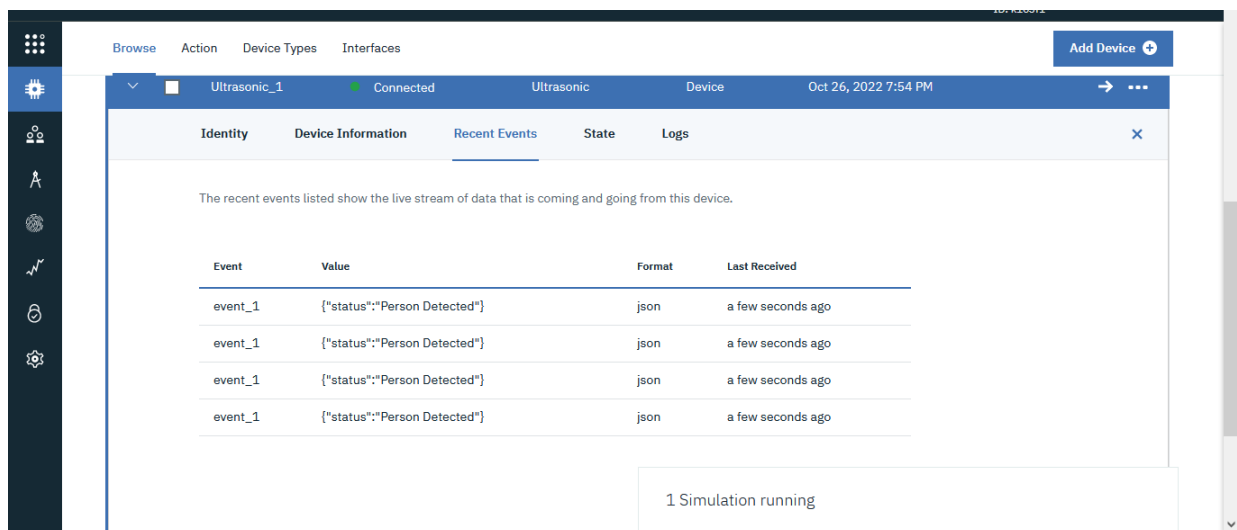 Browse Action Device Types Interfaces Add Device
Ultrasonic_1 Connected Ultrasonic Device Oct 26, 2022 7:54 PM
Identity Device Information Recent Events State Logs
The recent events listed show the live stream of data that is coming and going from this device.
Event Value Format Last Received
event_1 {"status":"Person Detected"} json a few seconds ago
event_1 {"status":"Person Detected"} json a few seconds ago
event_1 {"status":"Person Detected"} json a few seconds ago
event_1 {"status":"Person Detected"} json a few seconds ago
1 Simulation running